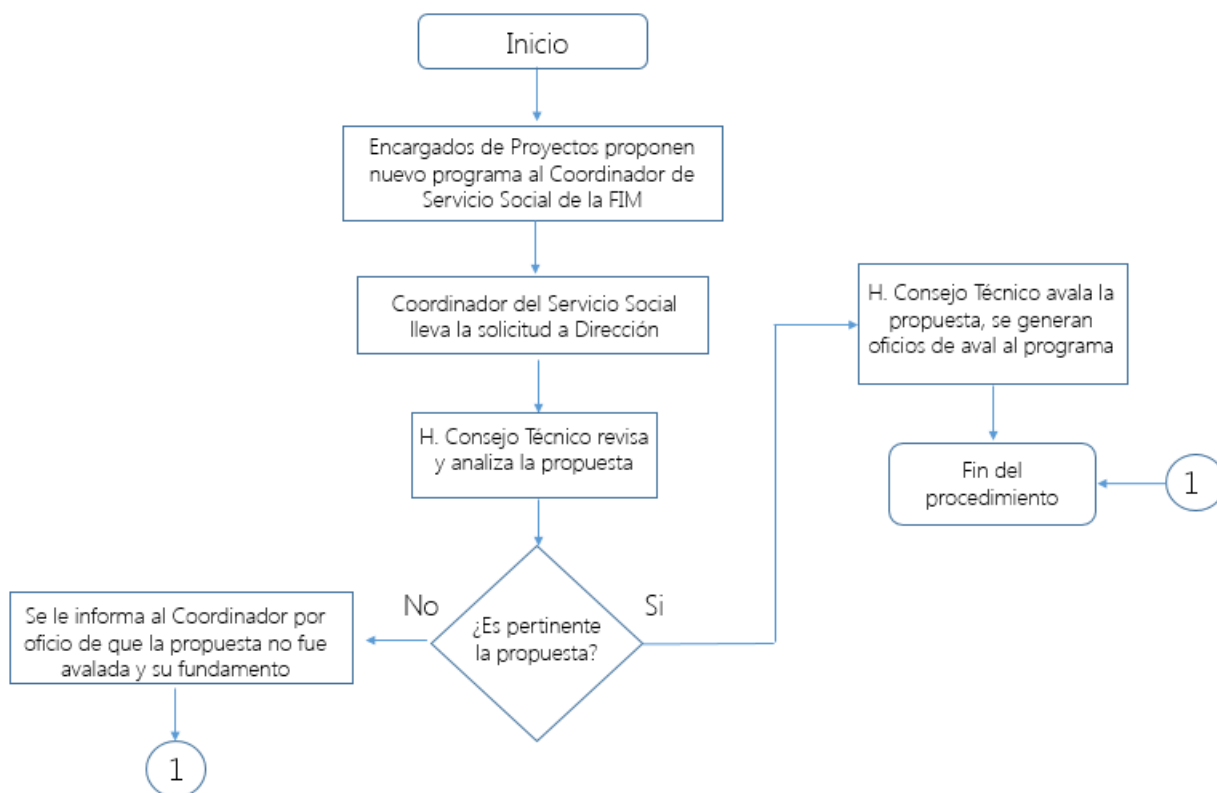 Inicio
Encargados de Proyectos proponen
nuevo programa al Coordinador de
Servicio Social de la FIM
Coordinador del Servicio Social
lleva la solicitud a Dirección
H. Consejo Técnico revisa
y analiza la propuesta
¿Es pertinente
la propuesta?
No
Si
Se le informa al Coordinador por
oficio de que la propuesta no fue
avalada y su fundamento
1
H. Consejo Técnico avala la
propuesta, se generan
oficios de aval al programa
Fin del
procedimiento
1